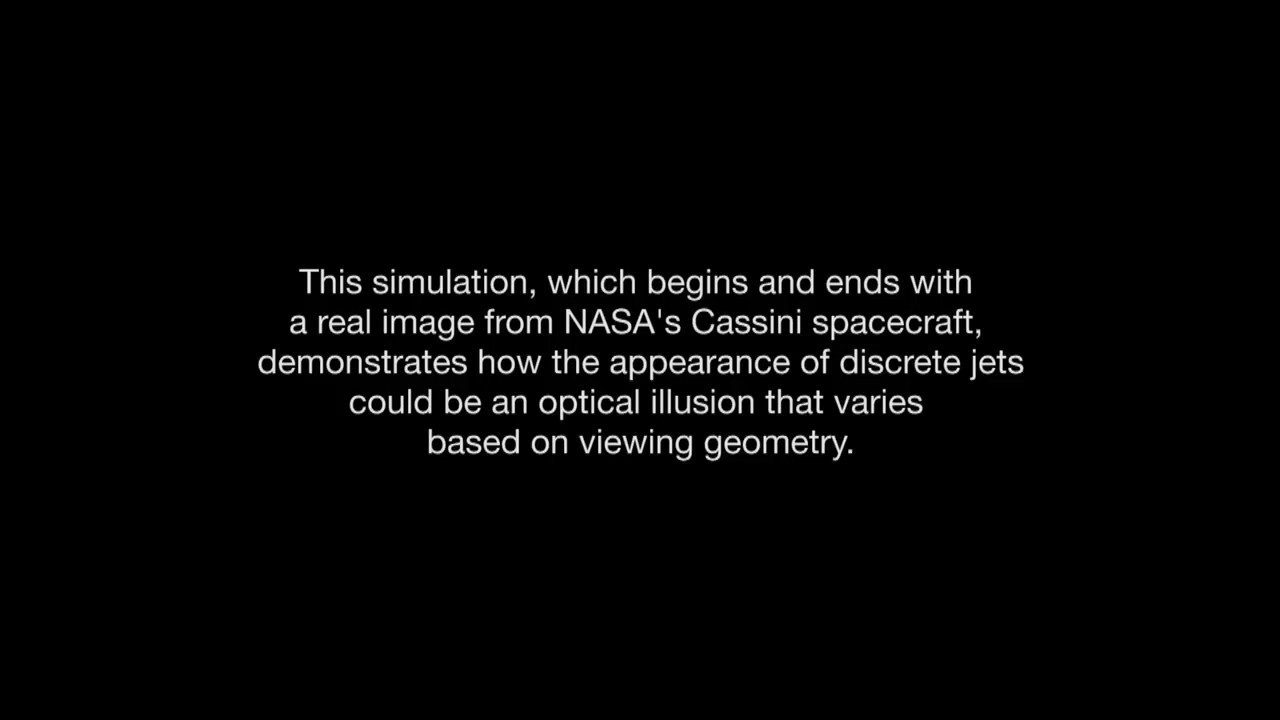 This simulation, which begins and ends with
a real image from NASA's Cassini spacecraft,
demonstrates how the appearance of discrete jets
could be an optical illusion that varies
based on viewing geometry.